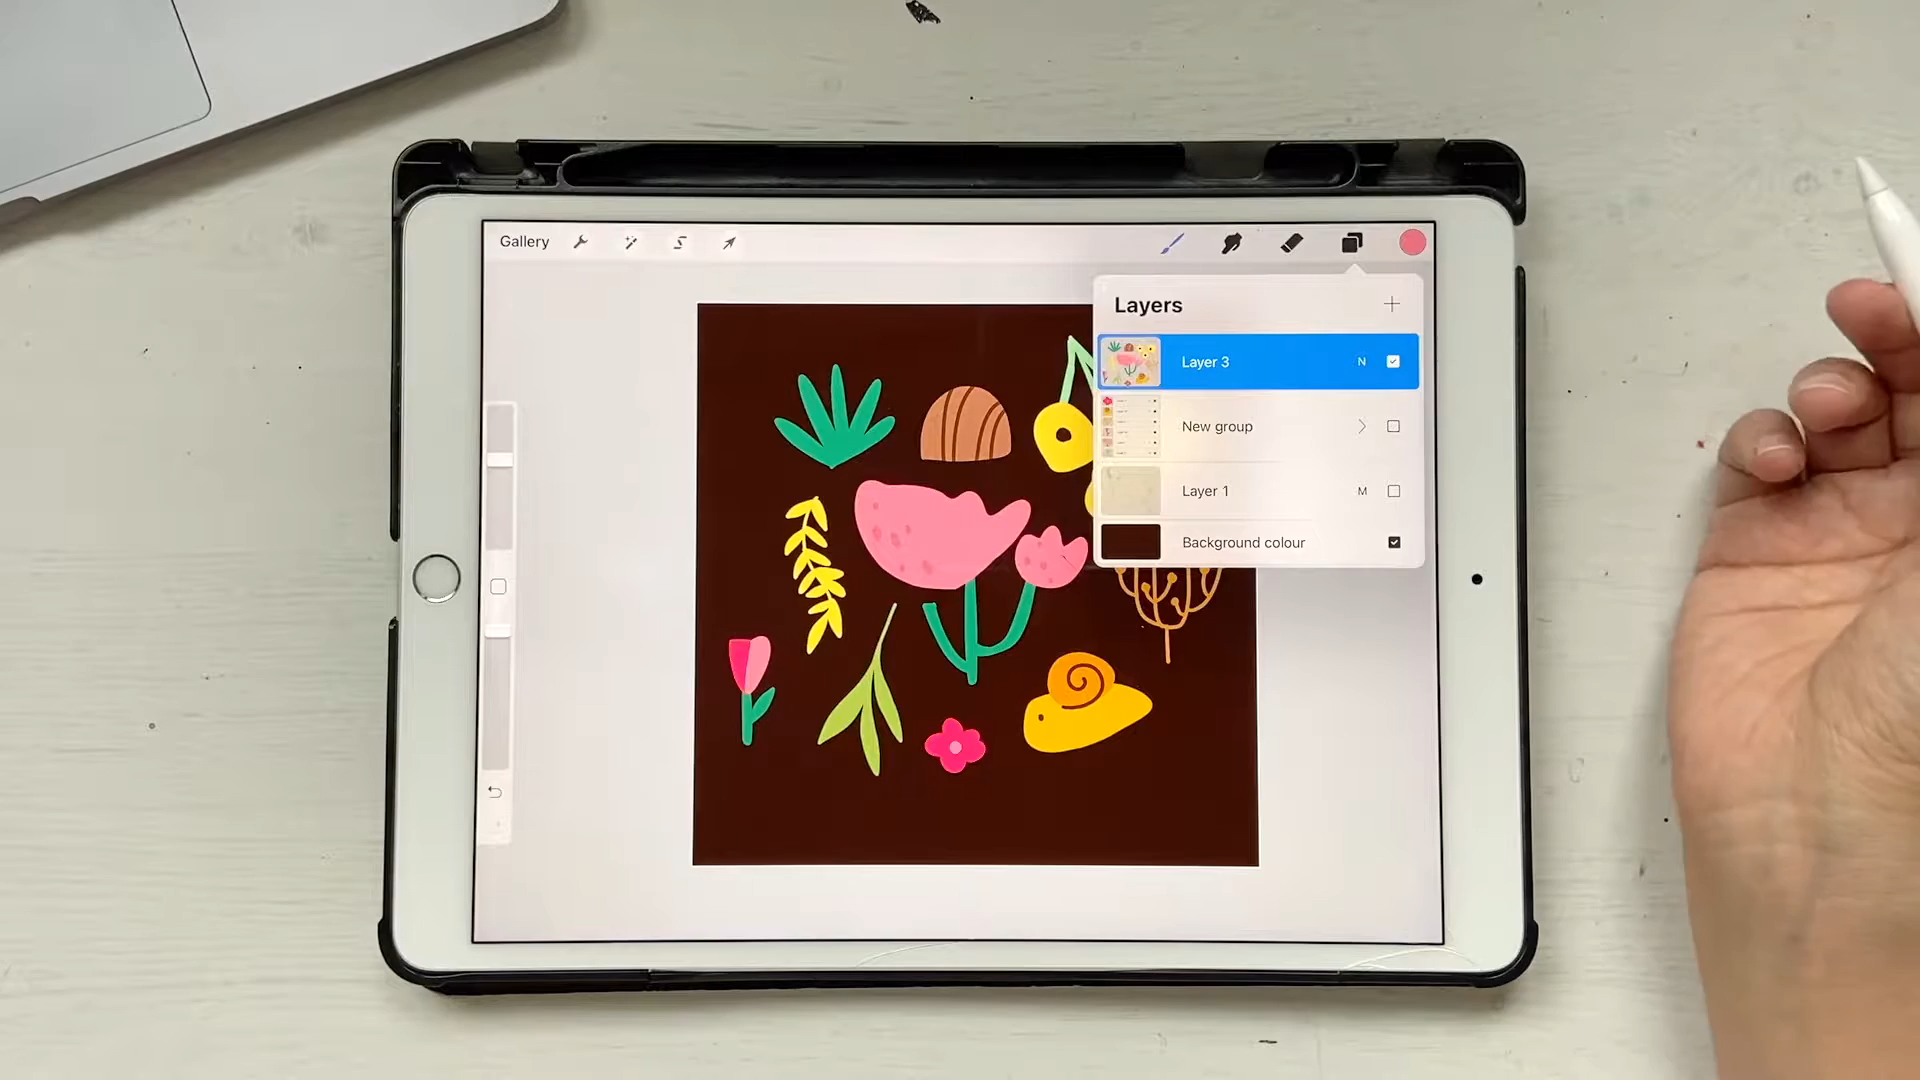 Gallery
Layers
Layer 3 N
New group
Layer 1 M
Background colour